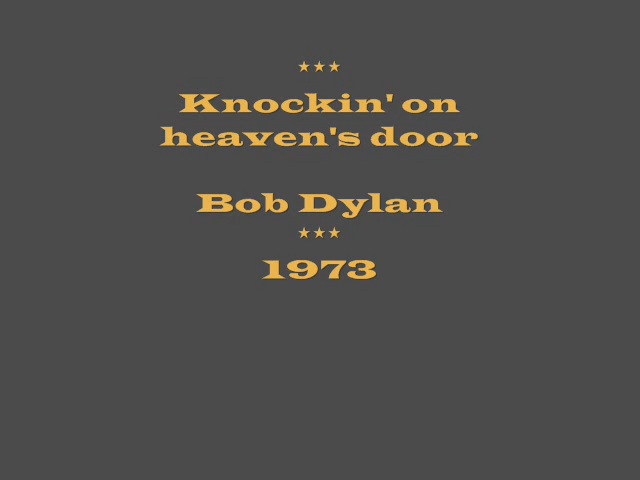 ★★★
Knockin' on
heaven's door
Bob Dylan
★★★
1973